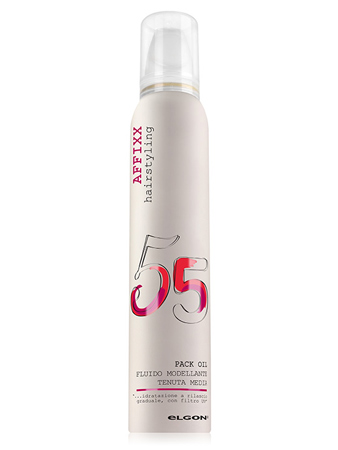 AFFIXX
hairstyling
55
PACK OIL
FLUIDO MODELLANTE
TENUTA MEDIA
"...idratazione a rilascio
graduale, con filtro UV"
ELGON